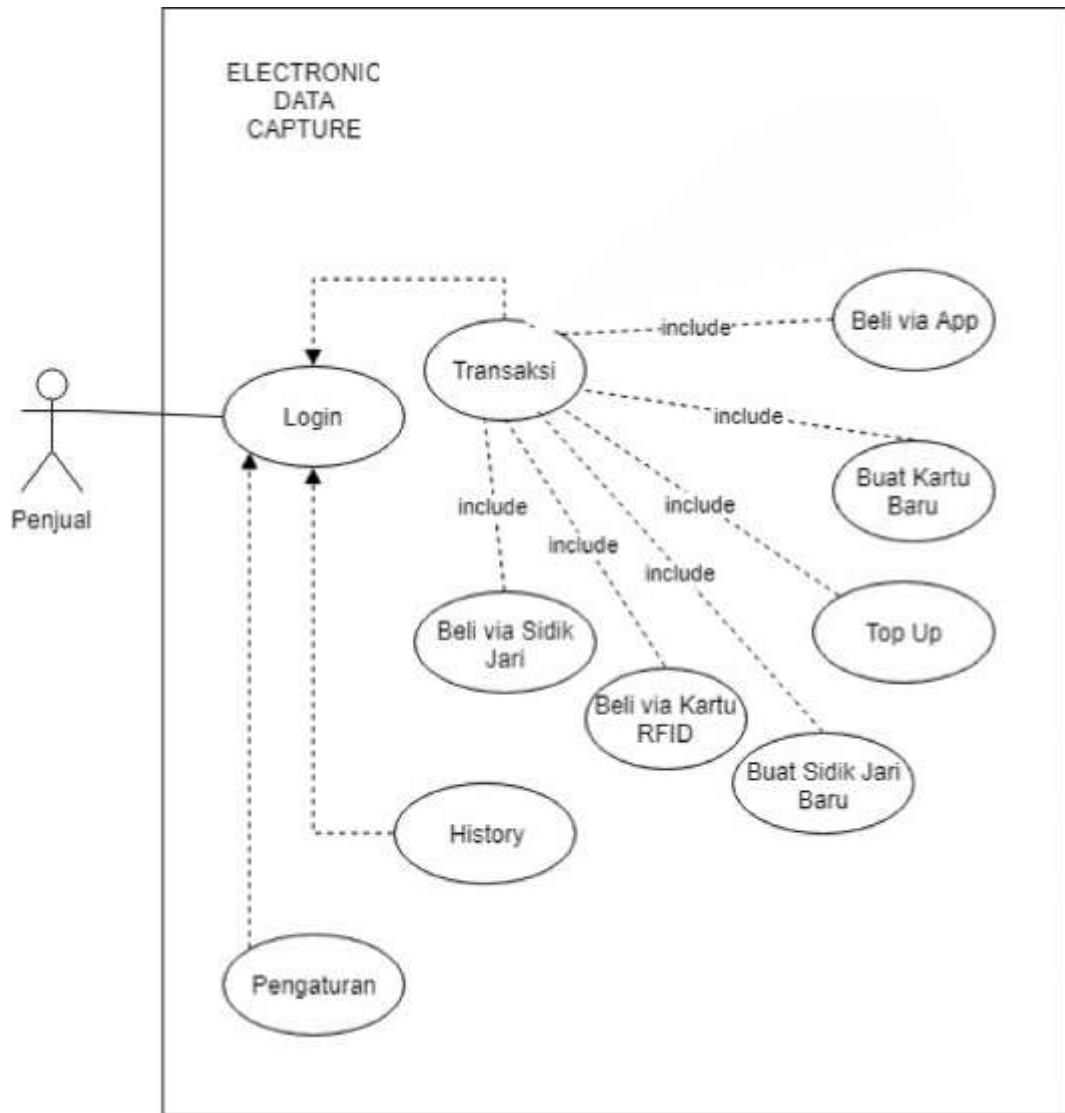 ELECTRONIC
DATA
CAPTURE
Beli via App
include
Transaksi
Login
include
Buat Kartu
Baru
Penjual
include
include
include
include
Beli via Sidik
Jari
Top Up
Beli via Kartu
RFID
Buat Sidik Jari
Baru
History
Pengaturan